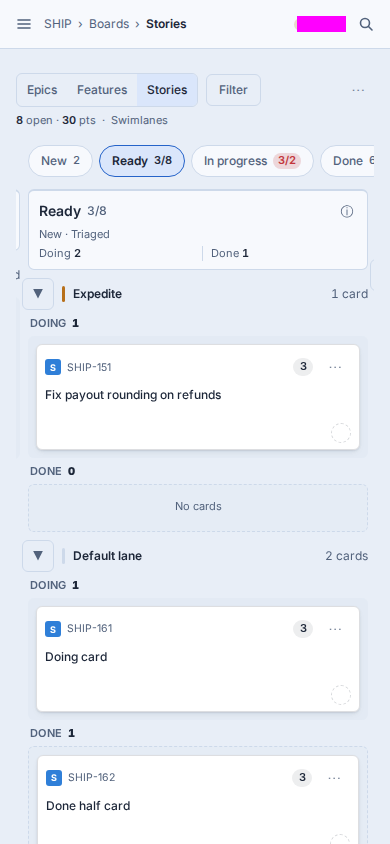 SHIP › Boards › Stories
Epics Features Stories Filter ...
8 open · 30 pts · Swimlanes
New 2 Ready 3/8 In progress 3/2 Done 6
Ready 3/8
New · Triaged
Doing 2 Done 1
Expedite 1 card
DOING 1
S SHIP-151 3 ...
Fix payout rounding on refunds
DONE 0
No cards
Default lane 2 cards
DOING 1
S SHIP-161 3 ...
Doing card
DONE 1
S SHIP-162 3 ...
Done half card